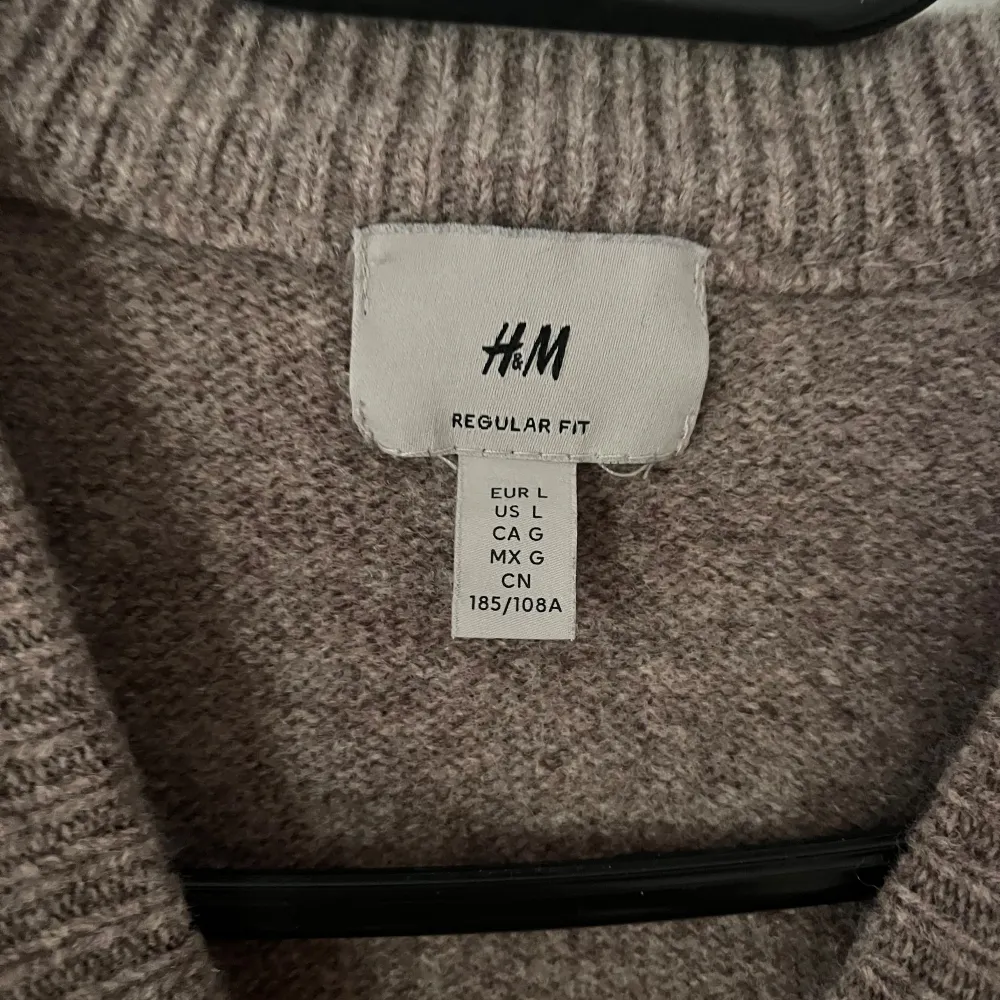 H&M
REGULAR FIT
EUR L
US L
CA G
MX G
CN
185/108A